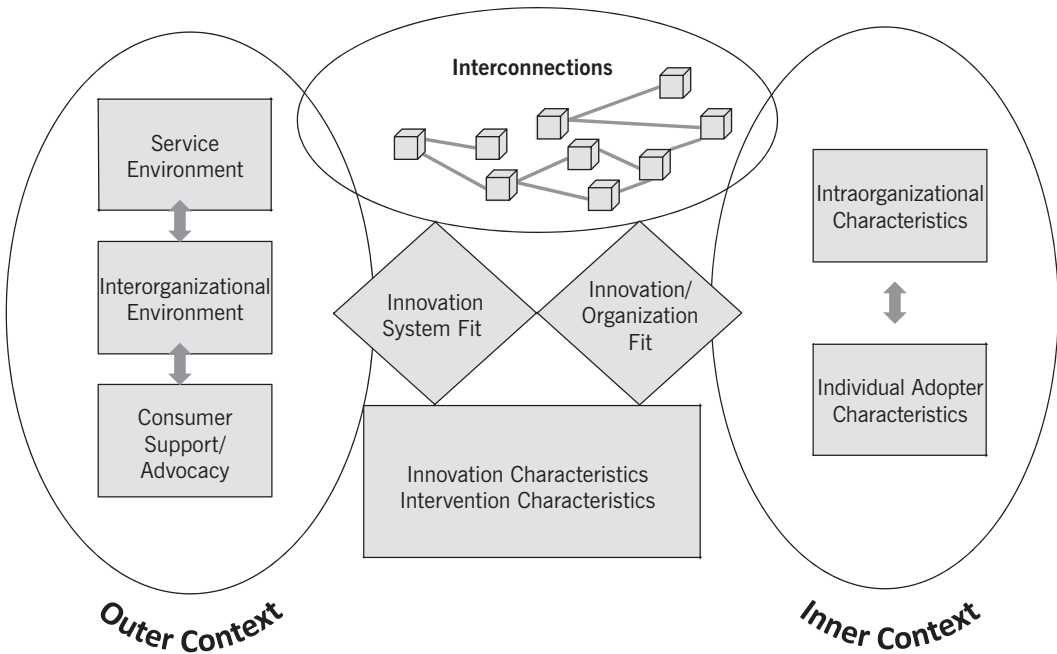 Interconnections
Service
Environment
Interorganizational
Environment
Consumer
Support/
Advocacy
Innovation
System Fit
Innovation/
Organization
Fit
Innovation Characteristics
Intervention Characteristics
Intraorganizational
Characteristics
Individual Adopter
Characteristics
Outer Context
Inner Context